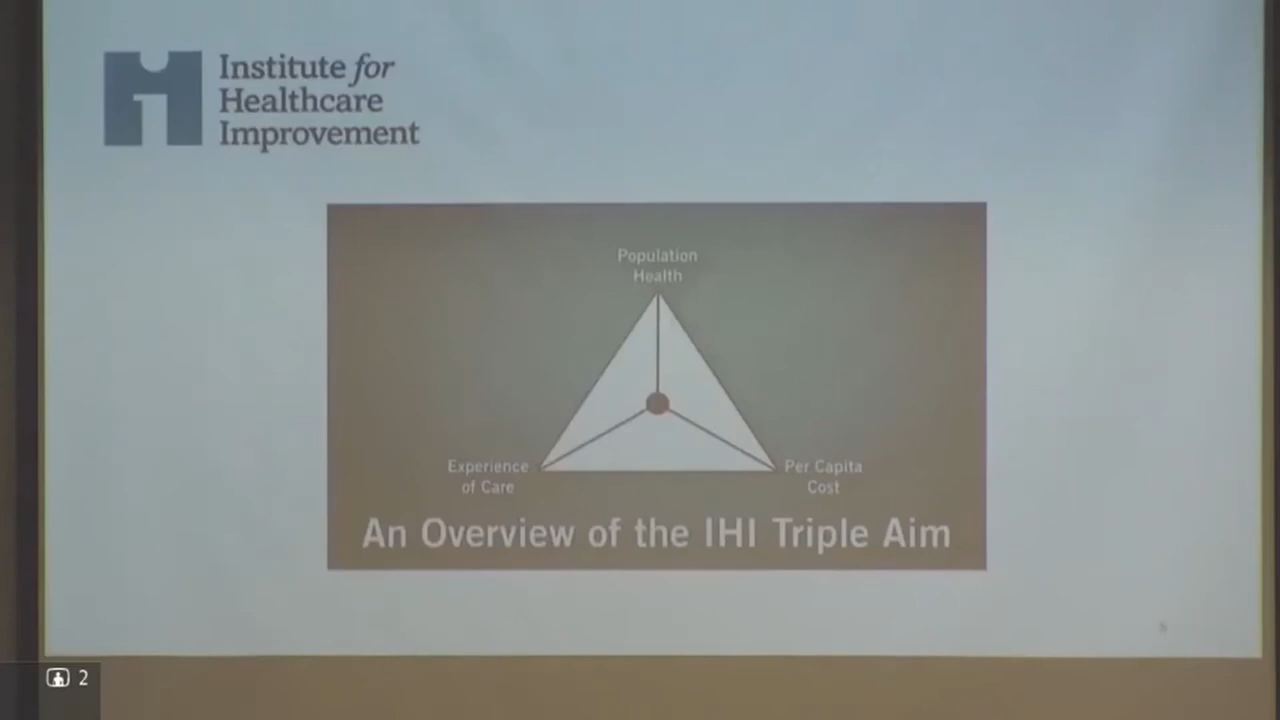 Institute for
Healthcare
Improvement
Population
Health
Experience
of Care
Per Capita
Cost
An Overview of the IHI Triple Aim
2